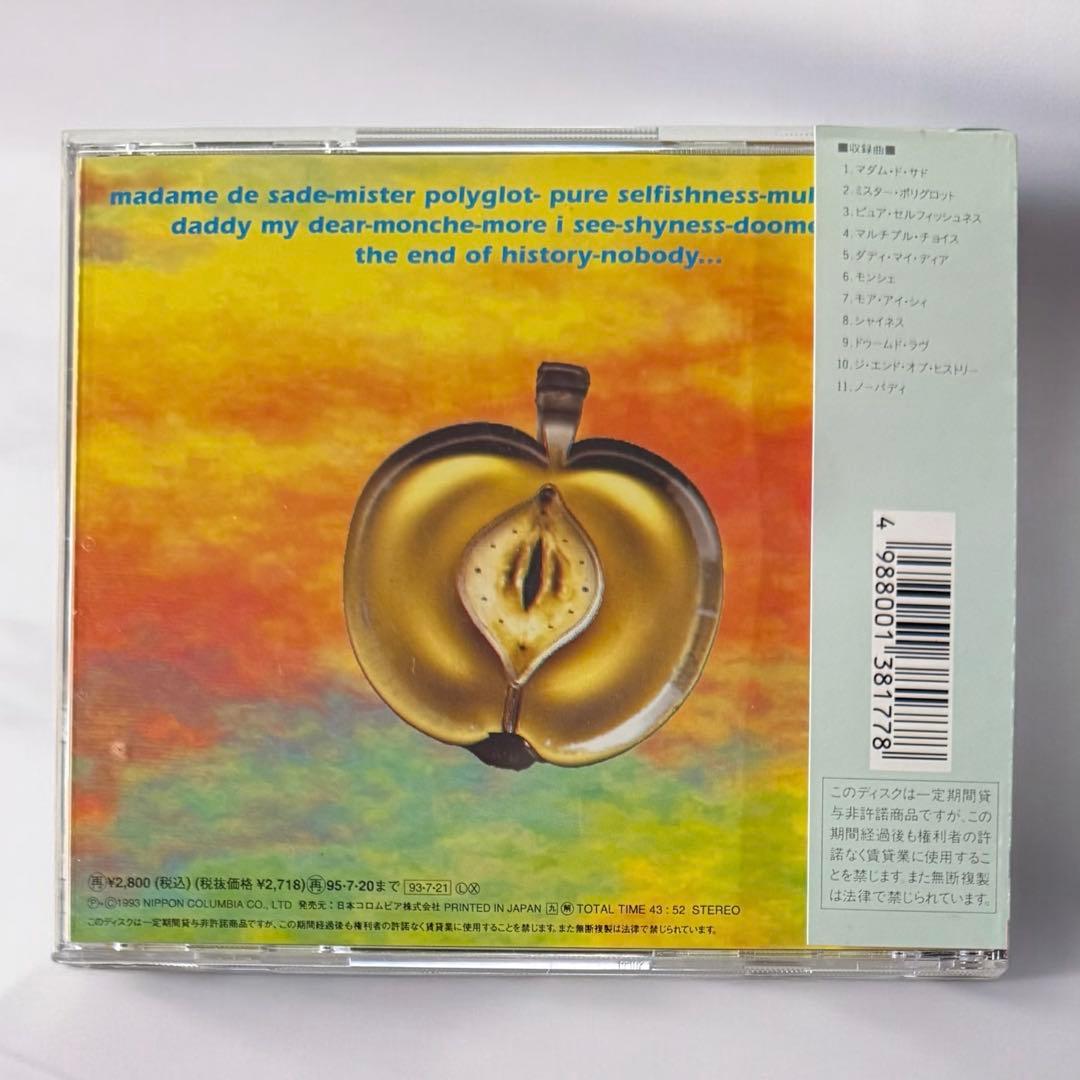 madame de sade-mister polyglot- pure selfishness-mul
daddy my dear-monche-more i see-shyness-doome
the end of history-nobody...
■収録曲■
1.マダム・ド・サド
2.ミスター・ポリグロット
3.ピュア・セルフィッシュネス
4.マルチプル・チョイス
5.ダディ・マイ・ディア
6.モンシェ
7.モア・アイ・シィ
8.シャイネス
9.ドゥームド・ラヴ
10.ジ・エンド・オブ・ヒストリー
11.ノーバディ
4 988001 381778
このディスクは一定期間貸
与非許諾商品ですが、この
期間経過後も権利者の許
諾なく賃貸業に使用するこ
とを禁じます。また無断複製
は法律で禁じられています。
再¥2,800(税込)(税抜価格 ¥2,718)再95・7・20まで 93-7-21 LX
Ⓟ・Ⓒ1993 NIPPON COLUMBIA CO., LTD 発売元:日本コロムビア株式会社 PRINTED IN JAPAN 九 TOTAL TIME 43:52 STEREO
このディスクは一定期間貸与非許諾商品ですが、この期間経過後も権利者の許諾なく賃貸業に使用することを禁じます。また無断複製は法律で禁じられています。